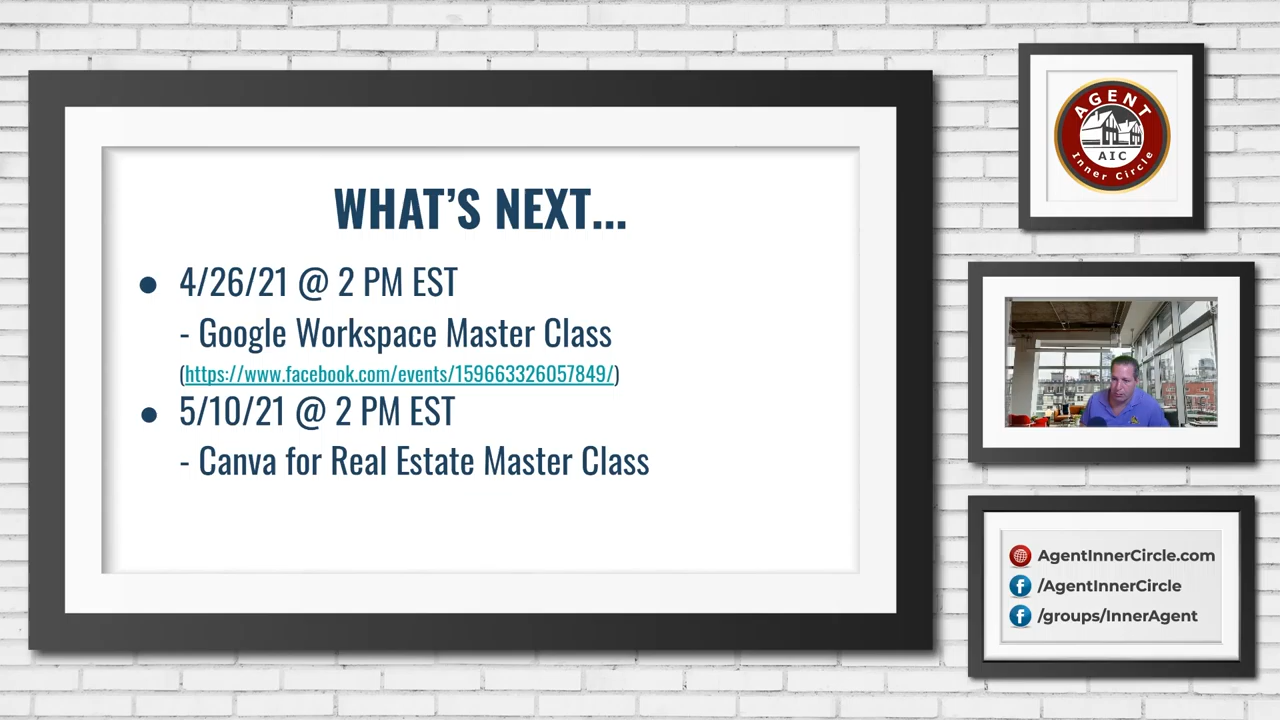 WHAT’S NEXT...
● 4/26/21 @ 2 PM EST
- Google Workspace Master Class
(https://www.facebook.com/events/159663326057849/)
● 5/10/21 @ 2 PM EST
- Canva for Real Estate Master Class
AGENT
AIC
Inner Circle
AgentInnerCircle.com
/AgentInnerCircle
/groups/InnerAgent